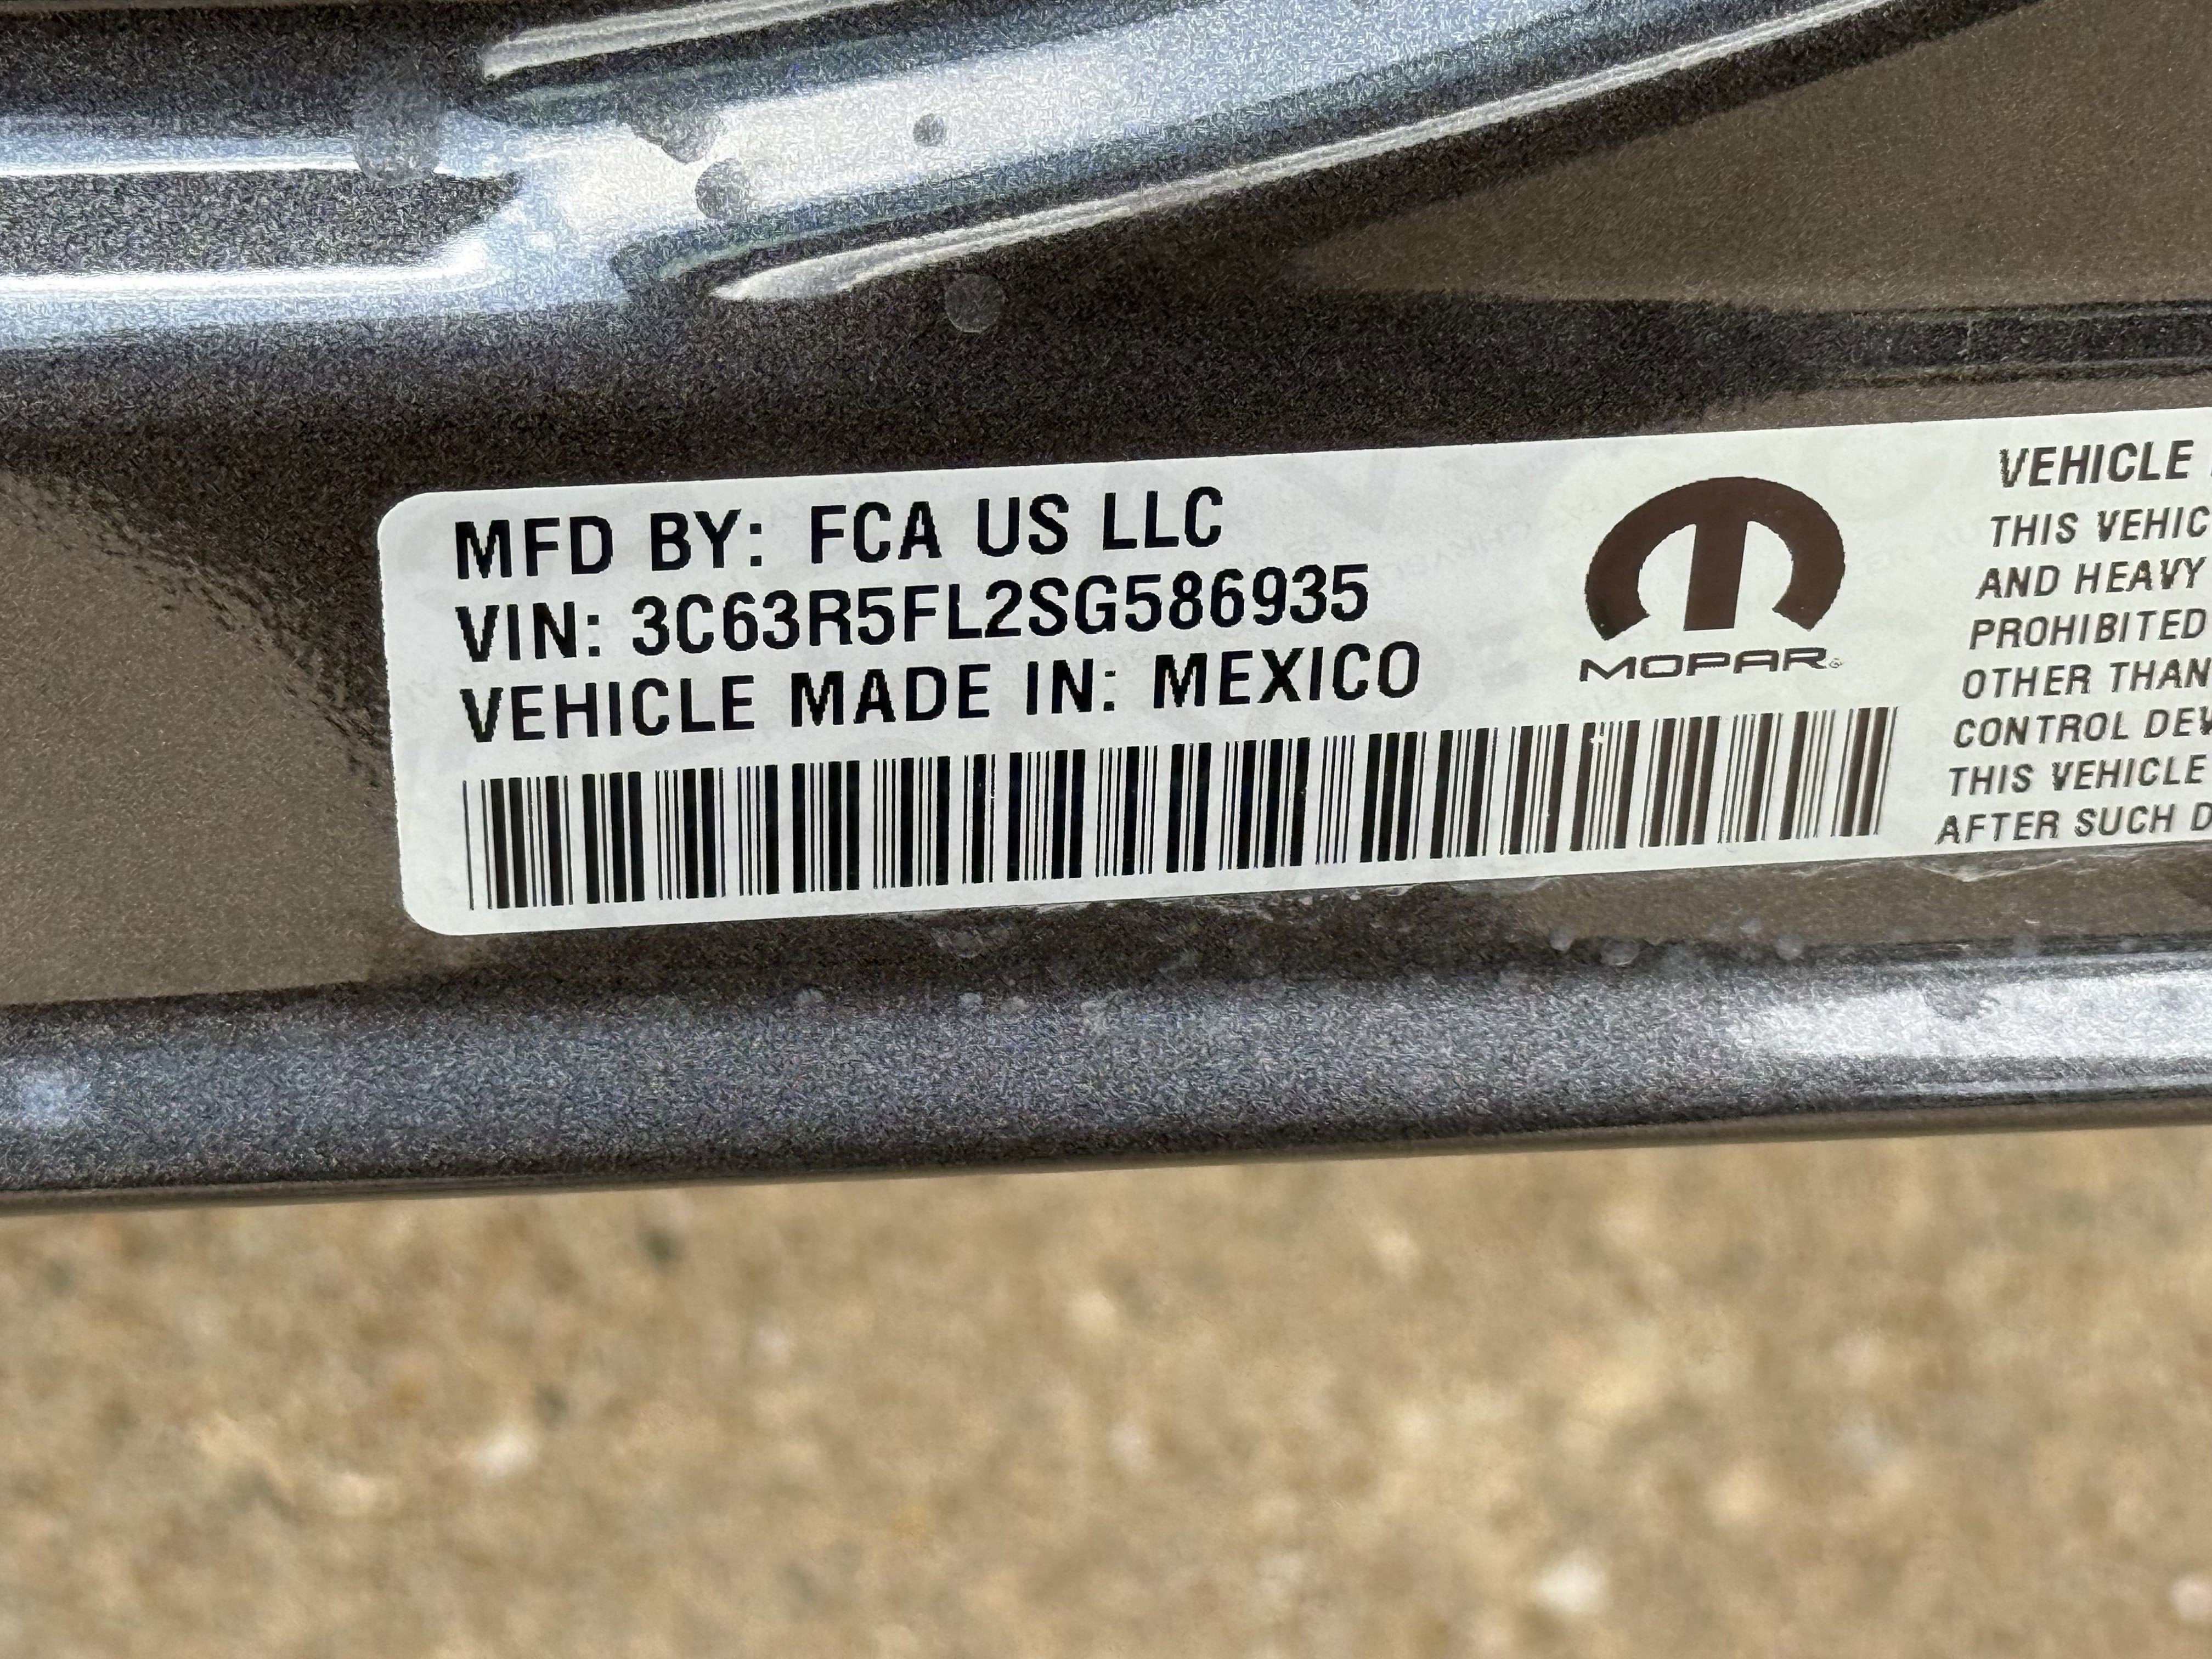 MFD BY: FCA US LLC
VIN: 3C63R5FL2SG586935
VEHICLE MADE IN: MEXICO
MOPAR
VEHICLE
THIS VEHIC
AND HEAVY
PROHIBITED
OTHER THAN
CONTROL DEV
THIS VEHICLE
AFTER SUCH D